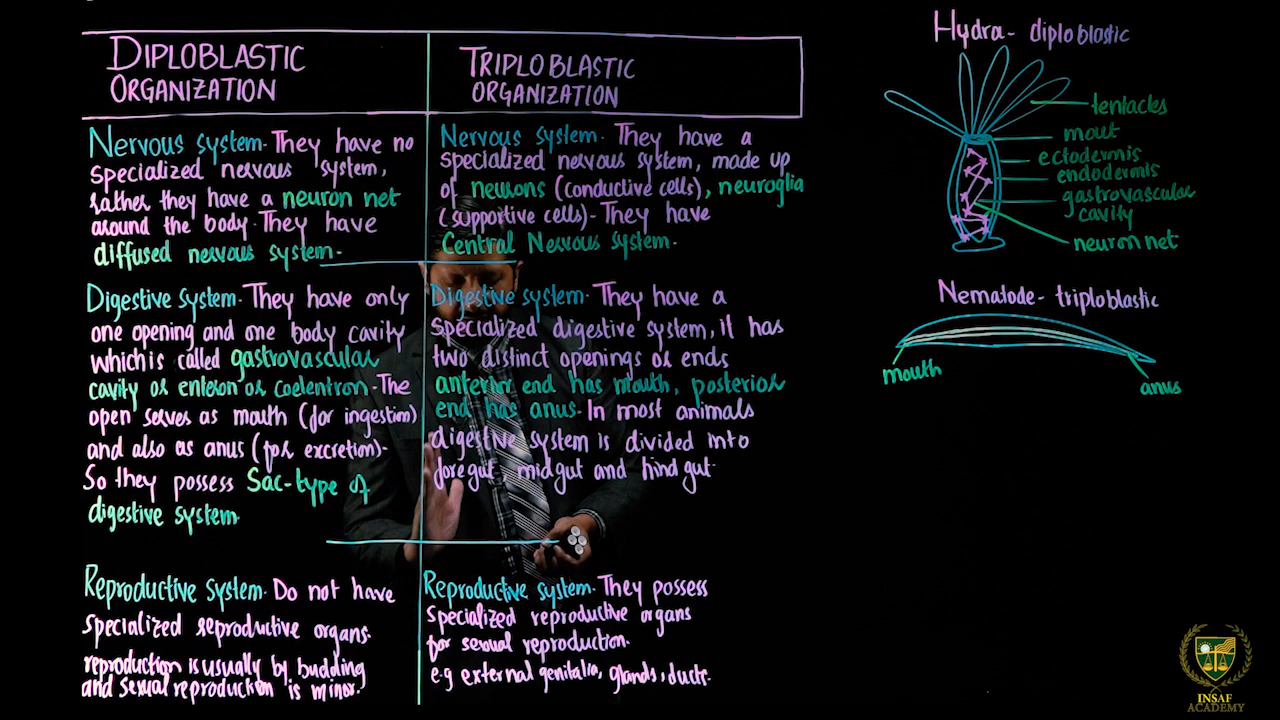 DIPLOBLASTIC
ORGANIZATION
Nervous system. They have no
specialized nervous system,
rather they have a neuron net
around the body. They have
diffused nervous system.
Digestive system. They have only
one opening and one body cavity
which is called gastrovascular
cavity or enteron or coelentron. The
open serves as mouth (for ingestion)
and also as anus (for excretion).
So they possess Sac-type of
digestive system
Reproductive system. Do not have
specialized reproductive organs.
reproduction is usually by budding
and sexual reproduction is minor.
TRIPLOBLASTIC
ORGANIZATION
Nervous system. They have a
specialized nervous system, made up
of neurons (conductive cells), neuroglia
(supportive cells). They have
Central Nervous system.
Digestive system. They have a
specialized digestive system, it has
two distinct openings or ends
anterior end has mouth, posterior
end has anus. In most animals
digestive system is divided into
foregut, midgut and hind gut.
Reproductive system. They possess
specialized reproductive organs
for sexual reproduction.
e.g external genitalia, glands, ducts.
Hydra - diploblastic
tentacles
mout
ectodermis
endodermis
gastrovascular
cavity
neuron net
Nematode - triploblastic
mouth
anus
INSAF
ACADEMY